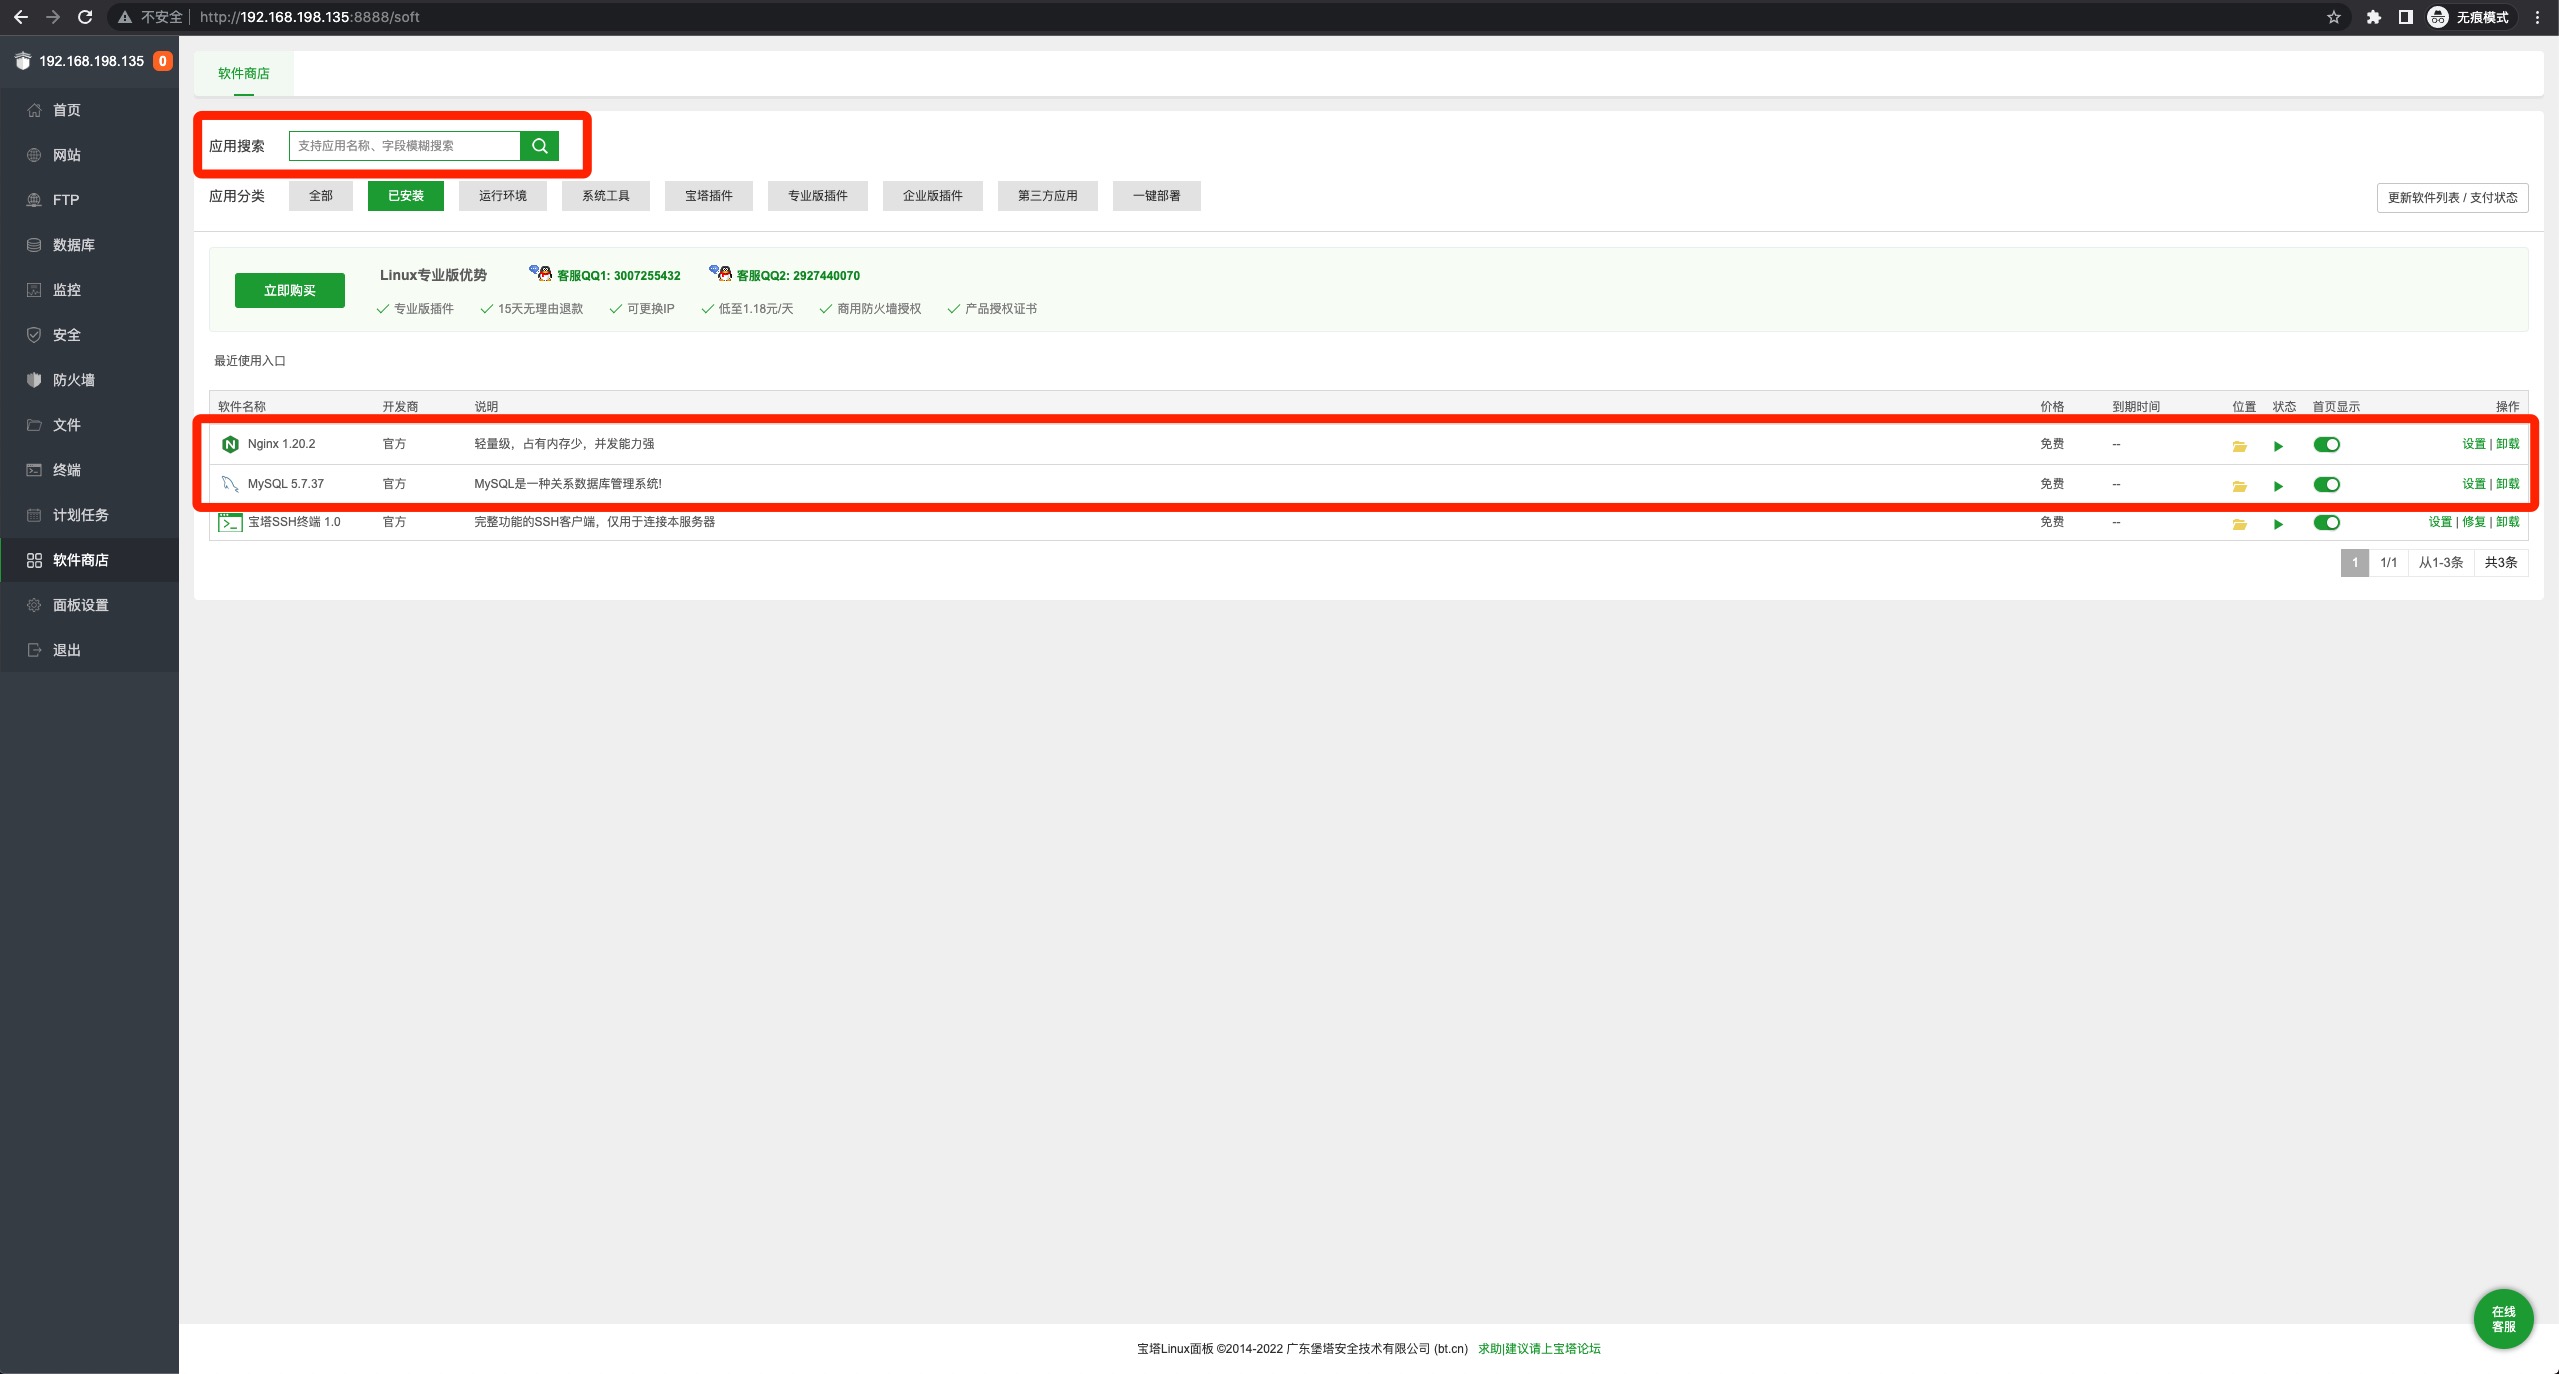 不安全 | http://192.168.198.135:8888/soft 无痕模式
192.168.198.135 0
首页
网站
FTP
数据库
监控
安全
防火墙
文件
终端
计划任务
软件商店
面板设置
退出
软件商店
应用搜索 支持应用名称、字段模糊搜索
应用分类 全部 已安装 运行环境 系统工具 宝塔插件 专业版插件 企业版插件 第三方应用 一键部署 更新软件列表 / 支付状态
立即购买 Linux专业版优势 客服QQ1: 3007255432 客服QQ2: 2927440070
专业版插件 15天无理由退款 可更换IP 低至1.18元/天 商用防火墙授权 产品授权证书
最近使用入口
软件名称 开发商 说明 价格 到期时间 位置 状态 首页显示 操作
Nginx 1.20.2 官方 轻量级，占有内存少，并发能力强 免费 -- 设置 | 卸载
MySQL 5.7.37 官方 MySQL是一种关系数据库管理系统! 免费 -- 设置 | 卸载
宝塔SSH终端 1.0 官方 完整功能的SSH客户端，仅用于连接本服务器 免费 -- 设置 | 修复 | 卸载
1 1/1 从1-3条 共3条
在线
客服
宝塔Linux面板 ©2014-2022 广东堡塔安全技术有限公司 (bt.cn) 求助|建议请上宝塔论坛